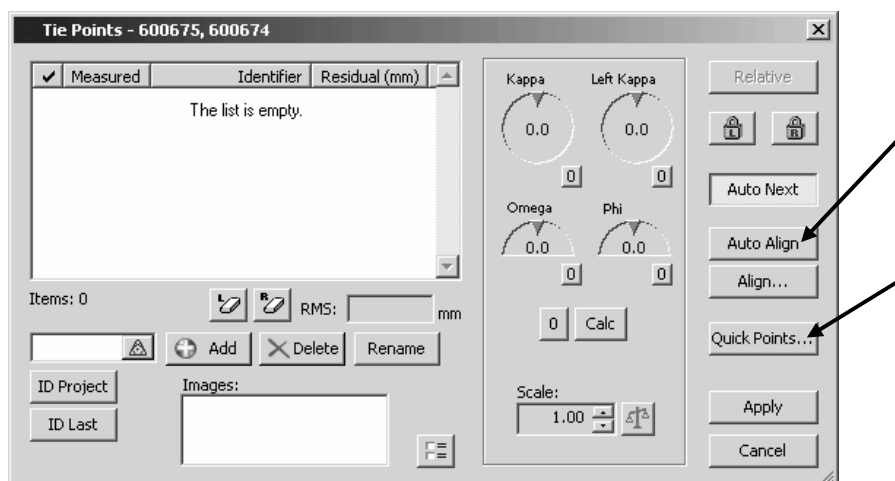 Tie Points - 600675, 600674
Measured Identifier Residual (mm)
The list is empty.
Items: 0
L R RMS: mm
Add Delete Rename
ID Project
ID Last
Images:
Kappa Left Kappa
0.0 0.0
0 0
Omega Phi
0.0 0.0
0 0
0 Calc
Scale:
1.00
Relative
L R
Auto Next
Auto Align
Align...
Quick Points...
Apply
Cancel